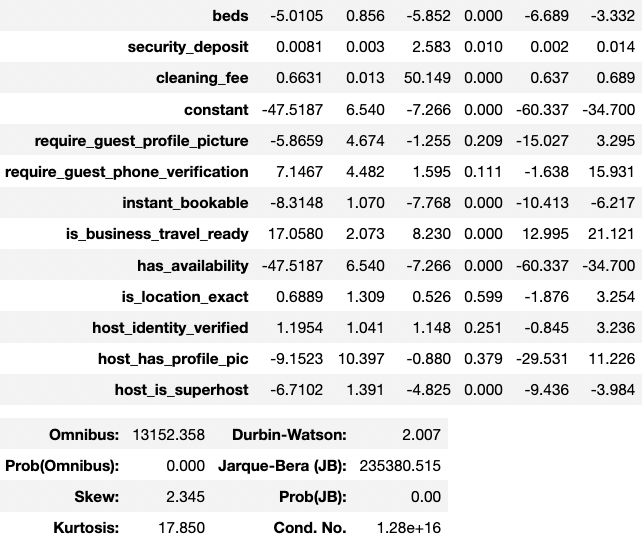 beds -5.0105 0.856 -5.852 0.000 -6.689 -3.332
security_deposit 0.0081 0.003 2.583 0.010 0.002 0.014
cleaning_fee 0.6631 0.013 50.149 0.000 0.637 0.689
constant -47.5187 6.540 -7.266 0.000 -60.337 -34.700
require_guest_profile_picture -5.8659 4.674 -1.255 0.209 -15.027 3.295
require_guest_phone_verification 7.1467 4.482 1.595 0.111 -1.638 15.931
instant_bookable -8.3148 1.070 -7.768 0.000 -10.413 -6.217
is_business_travel_ready 17.0580 2.073 8.230 0.000 12.995 21.121
has_availability -47.5187 6.540 -7.266 0.000 -60.337 -34.700
is_location_exact 0.6889 1.309 0.526 0.599 -1.876 3.254
host_identity_verified 1.1954 1.041 1.148 0.251 -0.845 3.236
host_has_profile_pic -9.1523 10.397 -0.880 0.379 -29.531 11.226
host_is_superhost -6.7102 1.391 -4.825 0.000 -9.436 -3.984
Omnibus: 13152.358 Durbin-Watson: 2.007
Prob(Omnibus): 0.000 Jarque-Bera (JB): 235380.515
Skew: 2.345 Prob(JB): 0.00
Kurtosis: 17.850 Cond. No. 1.28e+16